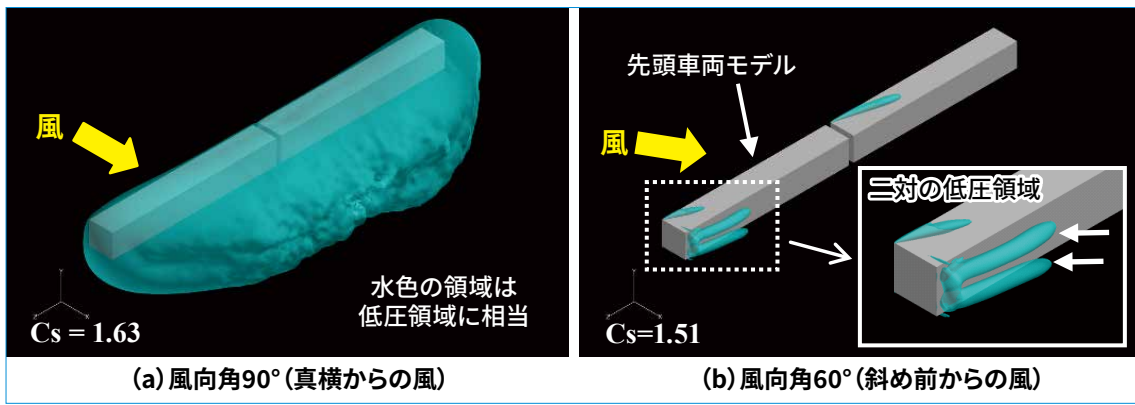 風
水色の領域は
低圧領域に相当
Cs = 1.63
(a) 風向角90°(真横からの風)
先頭車両モデル
風
二対の低圧領域
Cs=1.51
(b) 風向角60°(斜め前からの風)